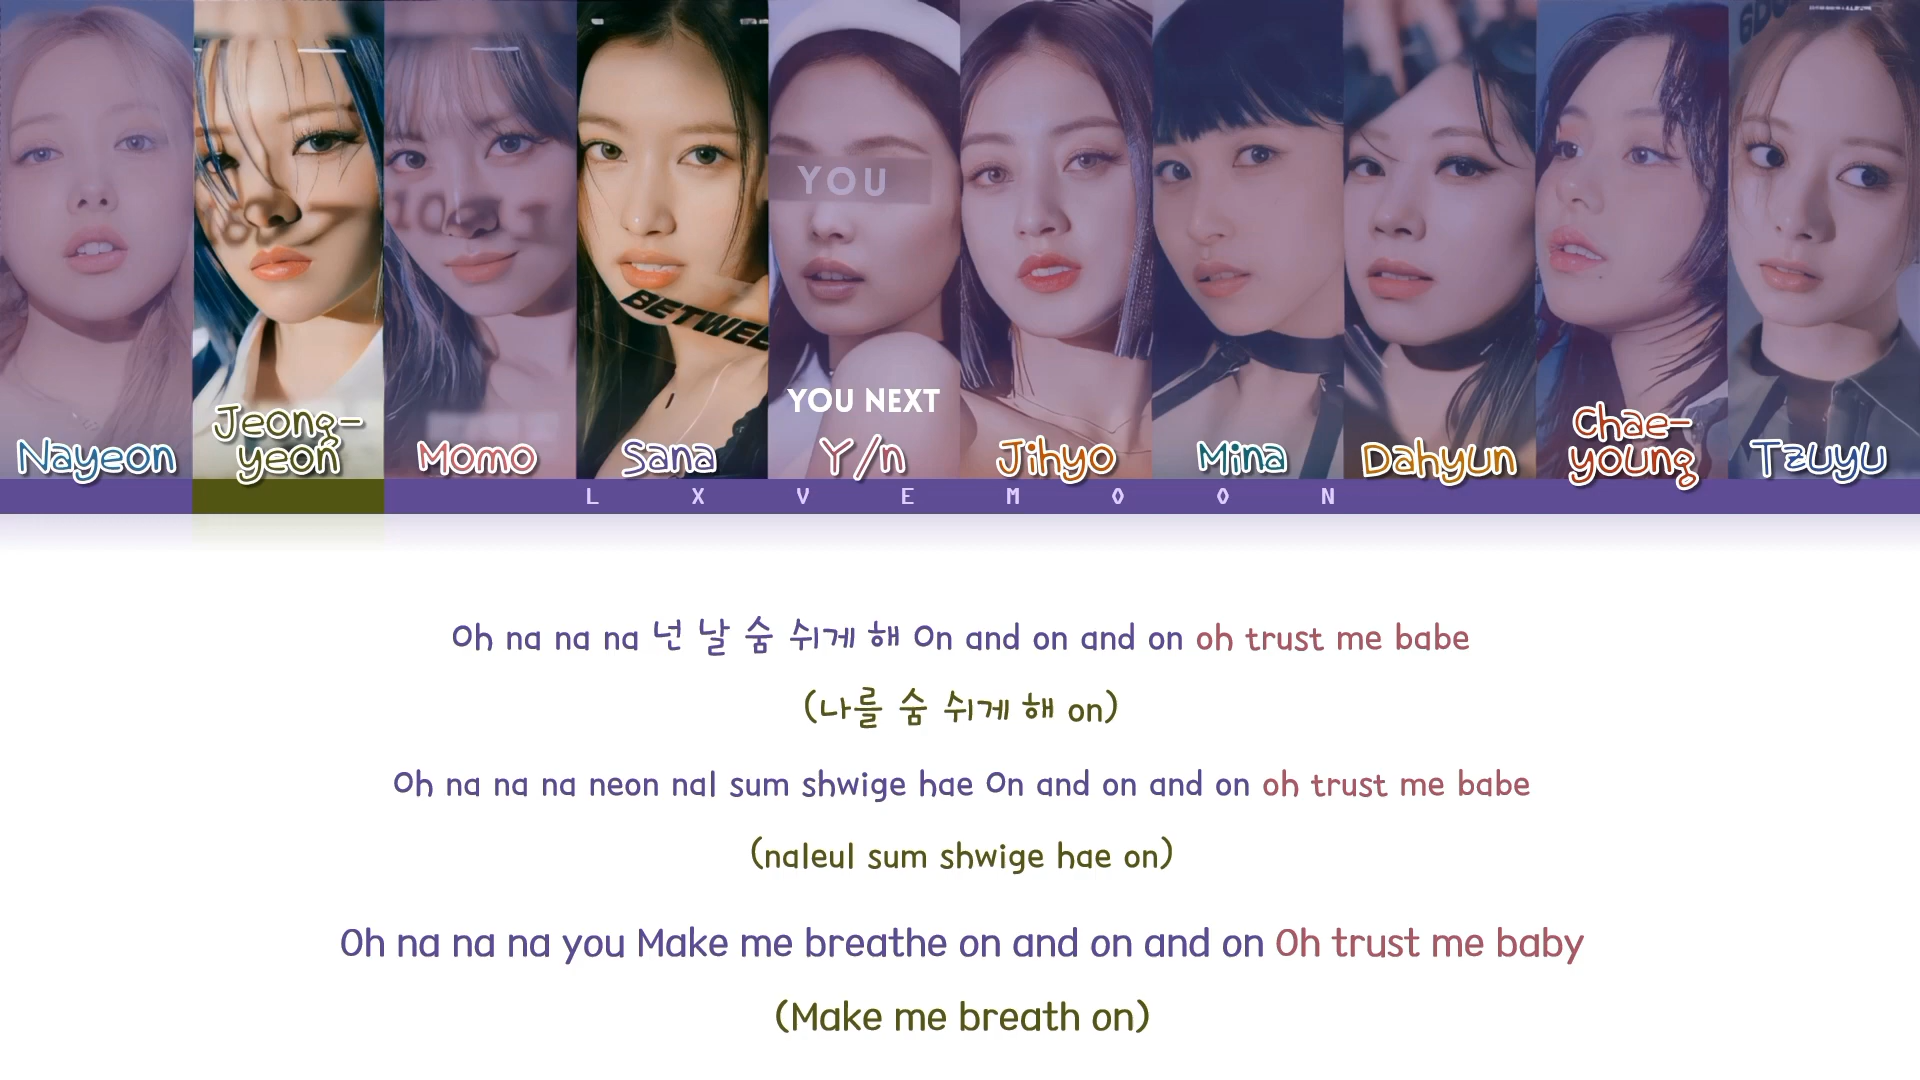 YOU
BETWEE
YOU NEXT
Nayeon
Jeong-
yeon
Momo
Sana
Y/n
Jihyo
Mina
Dahyun
Chae-
young
Tzuyu
L X V E M O O N
Oh na na na 넌 날 숨 쉬게 해 On and on and on oh trust me babe
(나를 숨 쉬게 해 on)
Oh na na na neon nal sum shwige hae On and on and on oh trust me babe
(naleul sum shwige hae on)
Oh na na na you Make me breathe on and on and on Oh trust me baby
(Make me breath on)